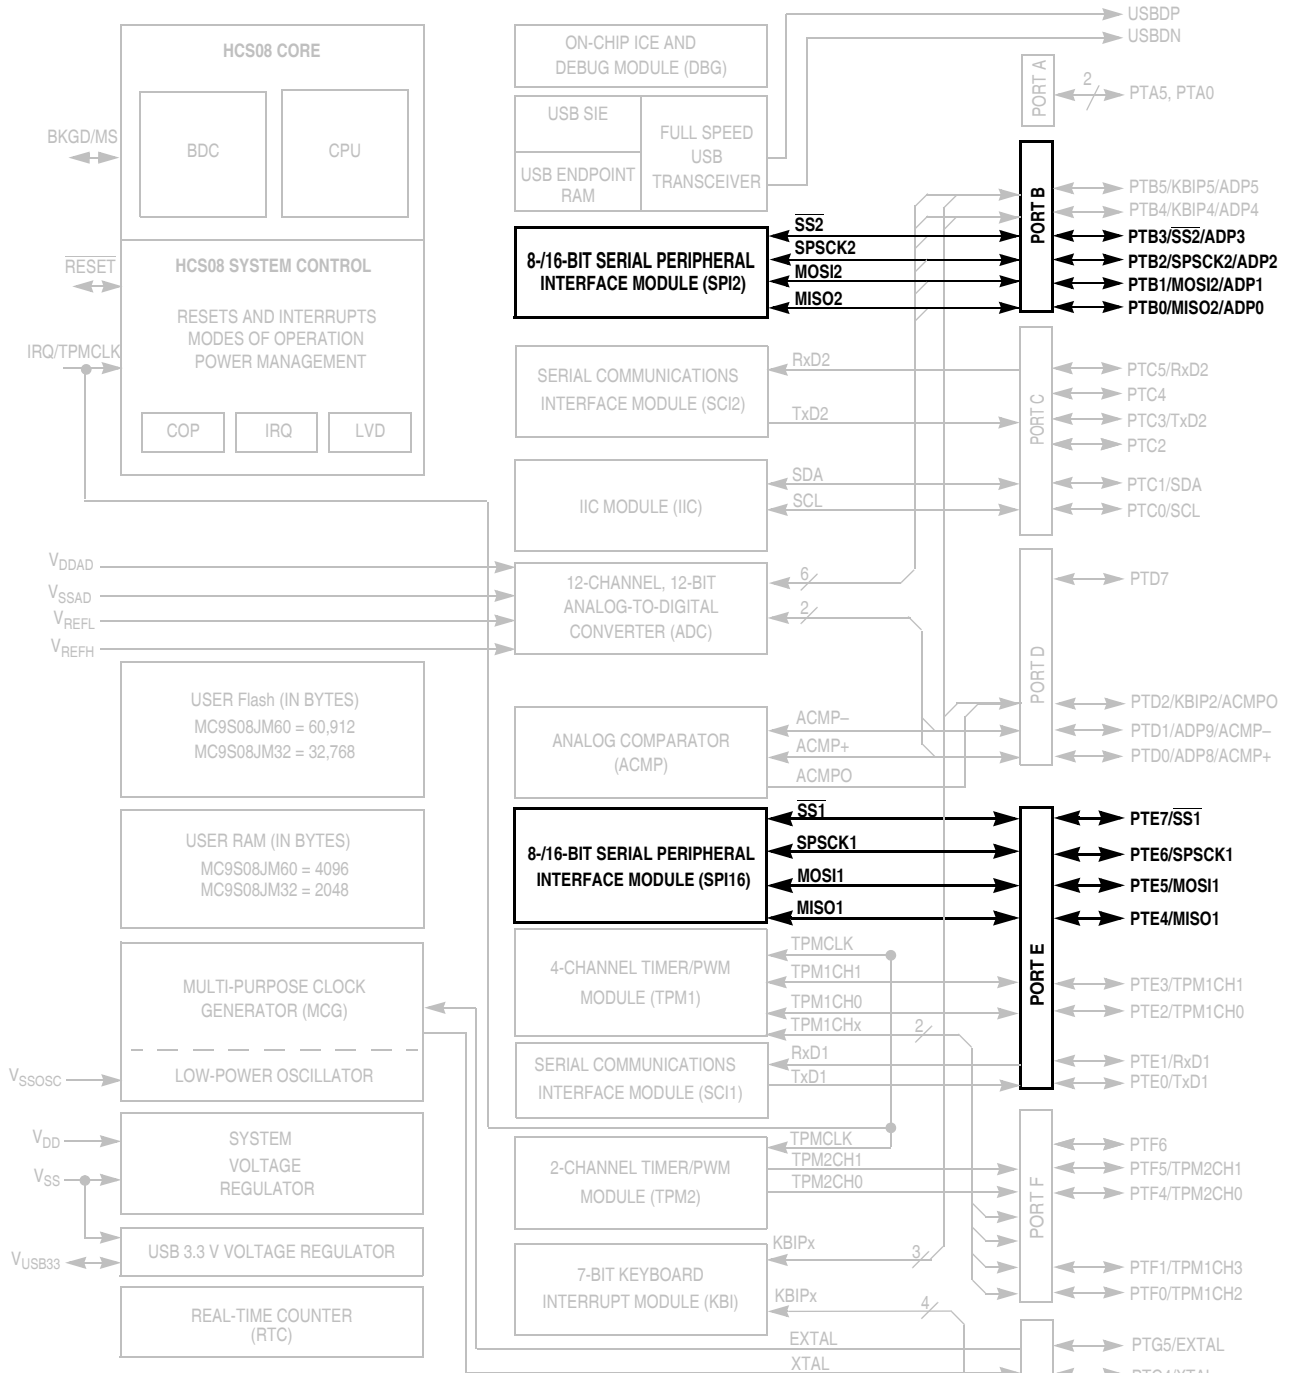 HCS08 CORE
BDC
CPU
BKGD/MS
RESET
HCS08 SYSTEM CONTROL
RESETS AND INTERRUPTS
MODES OF OPERATION
POWER MANAGEMENT
IRQ/TPMCLK
COP
IRQ
LVD
VDDAD
VSSAD
VREFL
VREFH
USER Flash (IN BYTES)
MC9S08JM60 = 60,912
MC9S08JM32 = 32,768
USER RAM (IN BYTES)
MC9S08JM60 = 4096
MC9S08JM32 = 2048
MULTI-PURPOSE CLOCK
GENERATOR (MCG)
LOW-POWER OSCILLATOR
VSSOSC
VDD
VSS
SYSTEM
VOLTAGE
REGULATOR
VUSB33
USB 3.3 V VOLTAGE REGULATOR
REAL-TIME COUNTER
(RTC)
ON-CHIP ICE AND
DEBUG MODULE (DBG)
USB SIE
USB ENDPOINT
RAM
FULL SPEED
USB
TRANSCEIVER
8-/16-BIT SERIAL PERIPHERAL
INTERFACE MODULE (SPI2)
SS2
SPSCK2
MOSI2
MISO2
SERIAL COMMUNICATIONS
INTERFACE MODULE (SCI2)
RxD2
TxD2
IIC MODULE (IIC)
SDA
SCL
12-CHANNEL, 12-BIT
ANALOG-TO-DIGITAL
CONVERTER (ADC)
6
2
ANALOG COMPARATOR
(ACMP)
ACMP–
ACMP+
ACMPO
8-/16-BIT SERIAL PERIPHERAL
INTERFACE MODULE (SPI16)
SS1
SPSCK1
MOSI1
MISO1
4-CHANNEL TIMER/PWM
MODULE (TPM1)
TPMCLK
TPM1CH1
TPM1CH0
TPM1CHx
2
SERIAL COMMUNICATIONS
INTERFACE MODULE (SCI1)
RxD1
TxD1
2-CHANNEL TIMER/PWM
MODULE (TPM2)
TPMCLK
TPM2CH1
TPM2CH0
7-BIT KEYBOARD
INTERRUPT MODULE (KBI)
KBIPx
3
KBIPx
4
EXTAL
XTAL
USBDP
USBDN
PORT A
2
PTA5, PTA0
PORT B
PTB5/KBIP5/ADP5
PTB4/KBIP4/ADP4
PTB3/SS2/ADP3
PTB2/SPSCK2/ADP2
PTB1/MOSI2/ADP1
PTB0/MISO2/ADP0
PORT C
PTC5/RxD2
PTC4
PTC3/TxD2
PTC2
PTC1/SDA
PTC0/SCL
PORT D
PTD7
PTD2/KBIP2/ACMPO
PTD1/ADP9/ACMP–
PTD0/ADP8/ACMP+
PORT E
PTE7/SS1
PTE6/SPSCK1
PTE5/MOSI1
PTE4/MISO1
PTE3/TPM1CH1
PTE2/TPM1CH0
PTE1/RxD1
PTE0/TxD1
PORT F
PTF6
PTF5/TPM2CH1
PTF4/TPM2CH0
PTF1/TPM1CH3
PTF0/TPM1CH2
PTG5/EXTAL